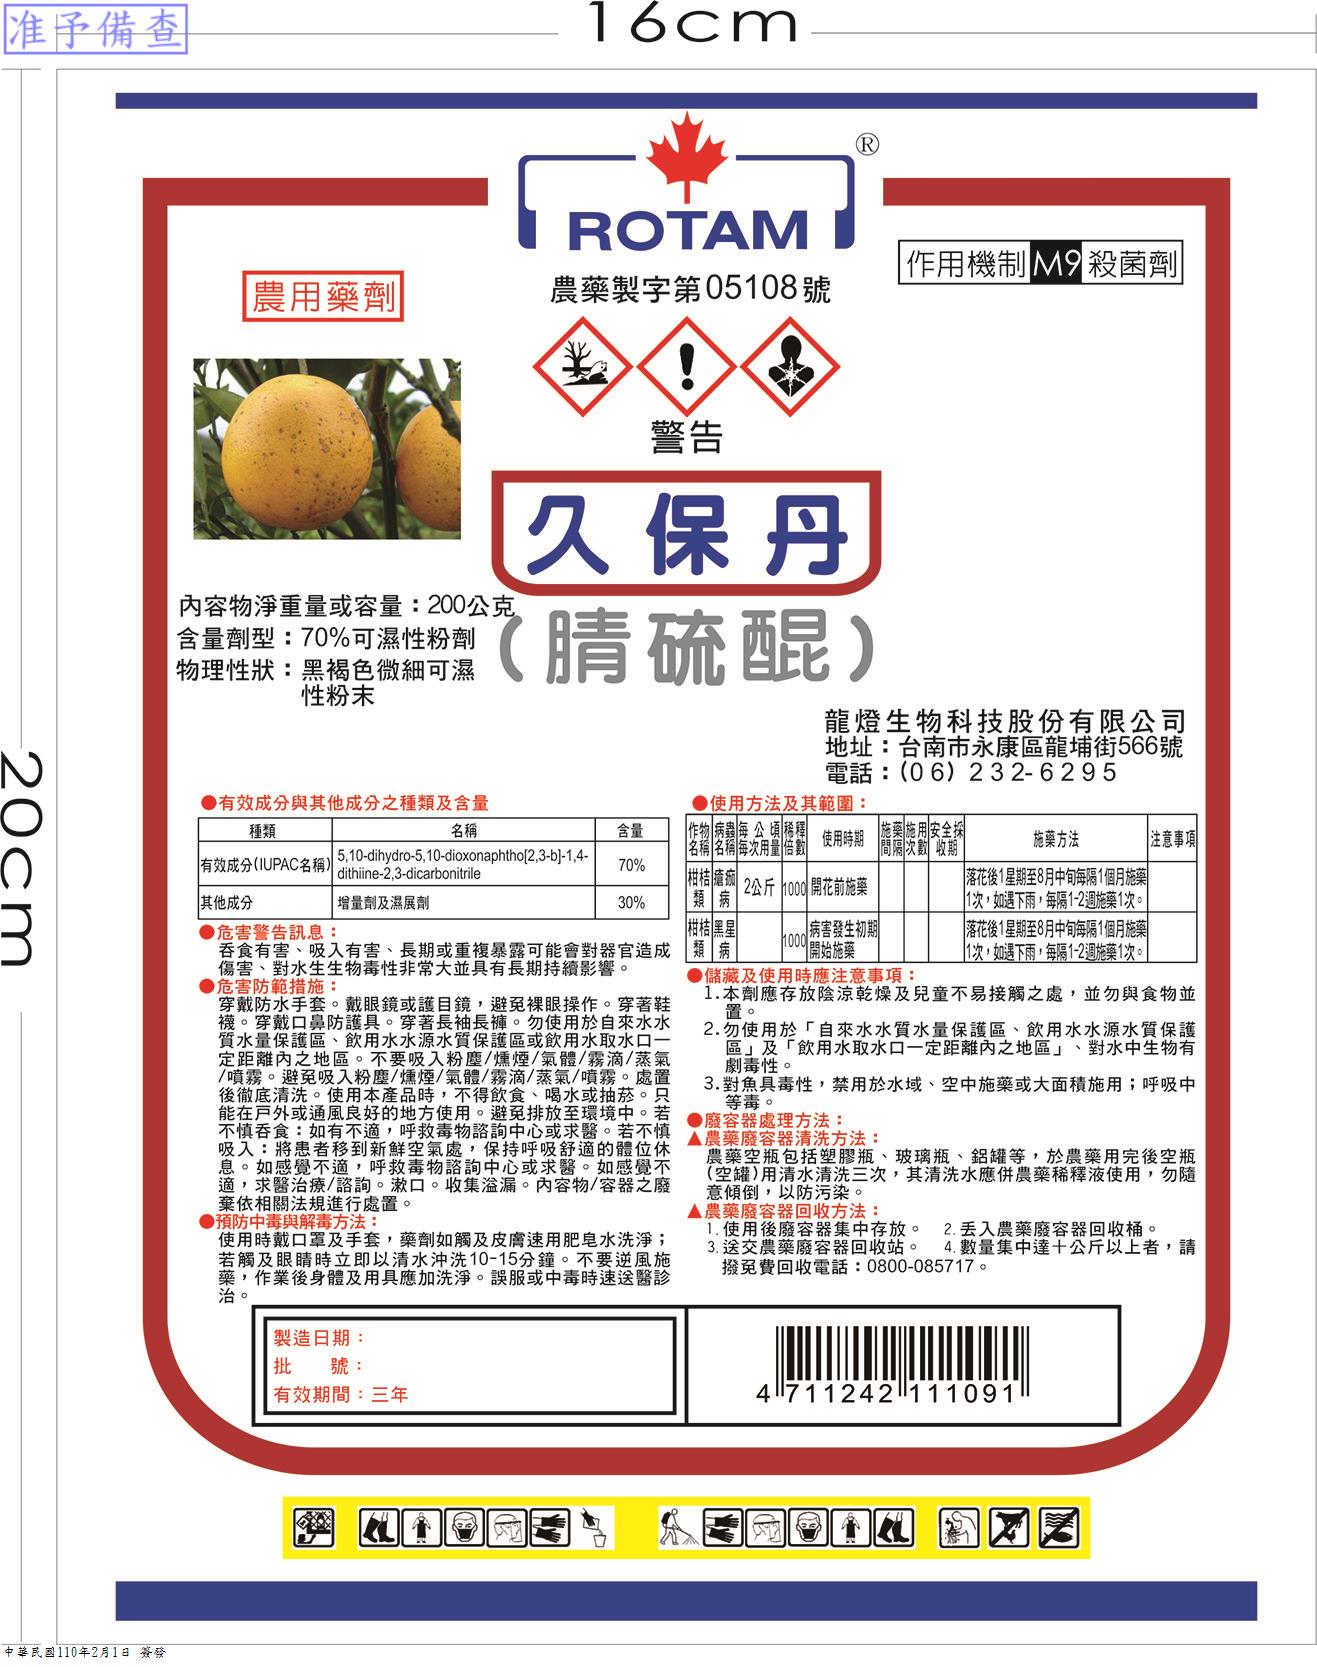 准予備查
16cm
20cm
®
ROTAM
農藥製字第05108號
作用機制 M9 殺菌劑
農用藥劑
警告
久保丹
(腈硫醌)
內容物淨重量或容量：200公克
含量劑型：70%可濕性粉劑
物理性狀：黑褐色微細可濕
性粉末
龍燈生物科技股份有限公司
地址：台南市永康區龍埔街566號
電話：(06) 232-6295
●有效成分與其他成分之種類及含量
種類 名稱 含量
有效成分(IUPAC名稱) 5,10-dihydro-5,10-dioxonaphtho[2,3-b]-1,4-
dithiine-2,3-dicarbonitrile 70%
其他成分 增量劑及濕展劑 30%
●危害警告訊息：
吞食有害、吸入有害、長期或重複暴露可能會對器官造成
傷害、對水生生物毒性非常大並具有長期持續影響。
●危害防範措施：
穿戴防水手套。戴眼鏡或護目鏡，避免裸眼操作。穿著鞋
襪。穿戴口鼻防護具。穿著長袖長褲。勿使用於自來水水
質水量保護區、飲用水水源水質保護區或飲用水取水口一
定距離內之地區。不要吸入粉塵/燻煙/氣體/霧滴/蒸氣
/噴霧。避免吸入粉塵/燻煙/氣體/霧滴/蒸氣/噴霧。處置
後徹底清洗。使用本產品時，不得飲食、喝水或抽菸。只
能在戶外或通風良好的地方使用。避免排放至環境中。若
不慎吞食：如有不適，呼救毒物諮詢中心或求醫。若不慎
吸入：將患者移到新鮮空氣處，保持呼吸舒適的體位休
息。如感覺不適，呼救毒物諮詢中心或求醫。如感覺不
適，求醫治療/諮詢。漱口。收集溢漏。內容物/容器之廢
棄依相關法規進行處置。
●預防中毒與解毒方法：
使用時戴口罩及手套，藥劑如觸及皮膚速用肥皂水洗淨；
若觸及眼睛時立即以清水沖洗10-15分鐘。不要逆風施
藥，作業後身體及用具應加洗淨。誤服或中毒時速送醫診
治。
●使用方法及其範圍：
作物名稱 病蟲名稱 每公頃每次用量 稀釋倍數 使用時期 施藥間隔 施用次數 安全採收期 施藥方法 注意事項
柑桔類 瘡痂病 2公斤 1000 開花前施藥 落花後1星期至8月中旬每隔1個月施藥
1次，如遇下雨，每隔1-2週施藥1次。
柑桔類 黑星病 1000 病害發生初期開始施藥 落花後1星期至8月中旬每隔1個月施藥
1次，如遇下雨，每隔1-2週施藥1次。
●儲藏及使用時應注意事項：
1.本劑應存放陰涼乾燥及兒童不易接觸之處，並勿與食物並
置。
2.勿使用於「自來水水質水量保護區、飲用水水源水質保護
區」及「飲用水取水口一定距離內之地區」、對水中生物有
劇毒性。
3.對魚具毒性，禁用於水域、空中施藥或大面積施用；呼吸中
等毒。
●廢容器處理方法：
▲農藥廢容器清洗方法：
農藥空瓶包括塑膠瓶、玻璃瓶、鋁罐等，於農藥用完後空瓶
(空罐)用清水清洗三次，其清洗水應併農藥稀釋液使用，勿隨
意傾倒，以防污染。
▲農藥廢容器回收方法：
1.使用後廢容器集中存放。 2.丟入農藥廢容器回收桶。
3.送交農藥廢容器回收站。 4.數量集中達十公斤以上者，請
撥免費回收電話：0800-085717。
製造日期：
批 號：
有效期間：三年
4 711242 111091
中華民國110年2月1日 簽發